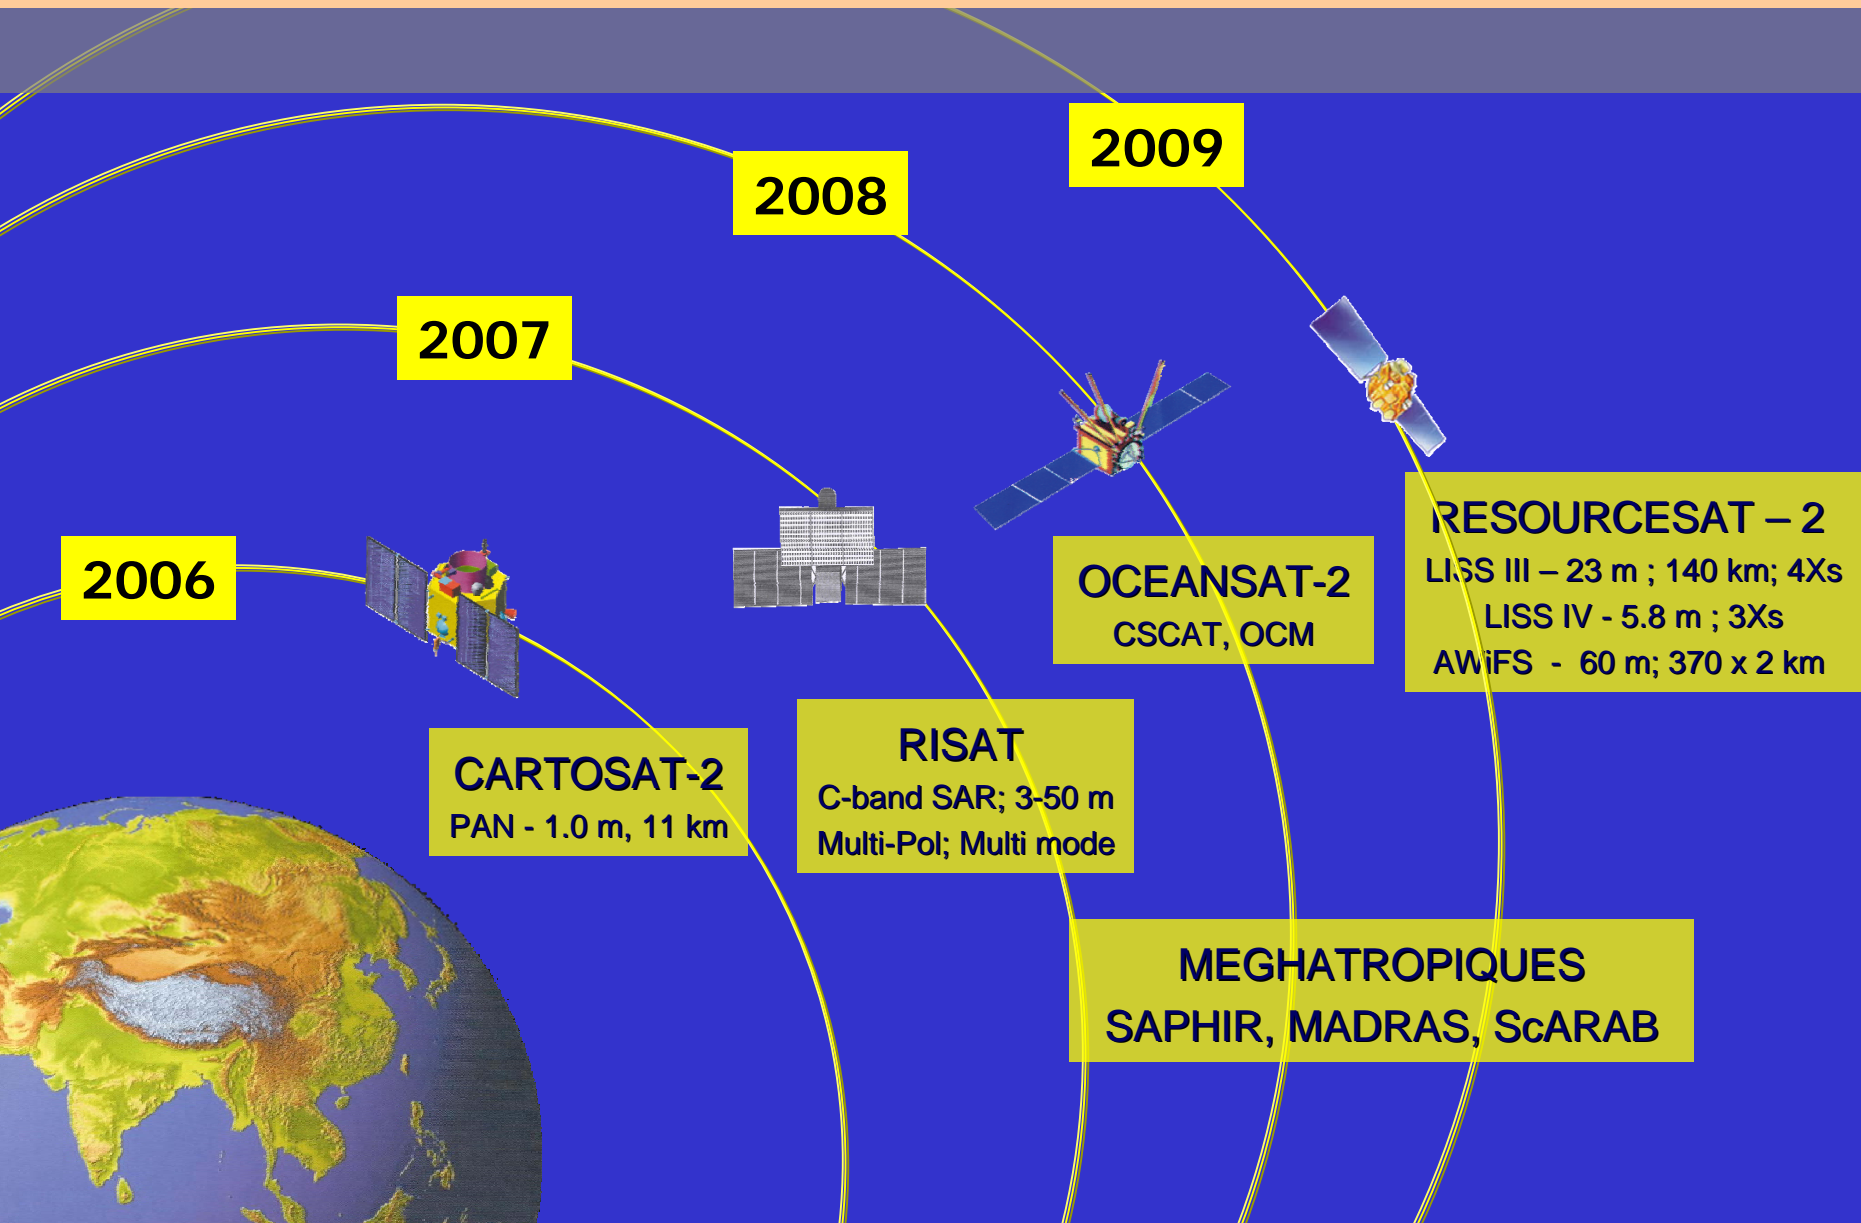 2009
2008
2007
2006
RESOURCESAT – 2
LISS III – 23 m ; 140 km; 4Xs
LISS IV - 5.8 m ; 3Xs
AWiFS - 60 m; 370 x 2 km
OCEANSAT-2
CSCAT, OCM
RISAT
C-band SAR; 3-50 m
Multi-Pol; Multi mode
CARTOSAT-2
PAN - 1.0 m, 11 km
MEGHATROPIQUES
SAPHIR, MADRAS, ScARAB